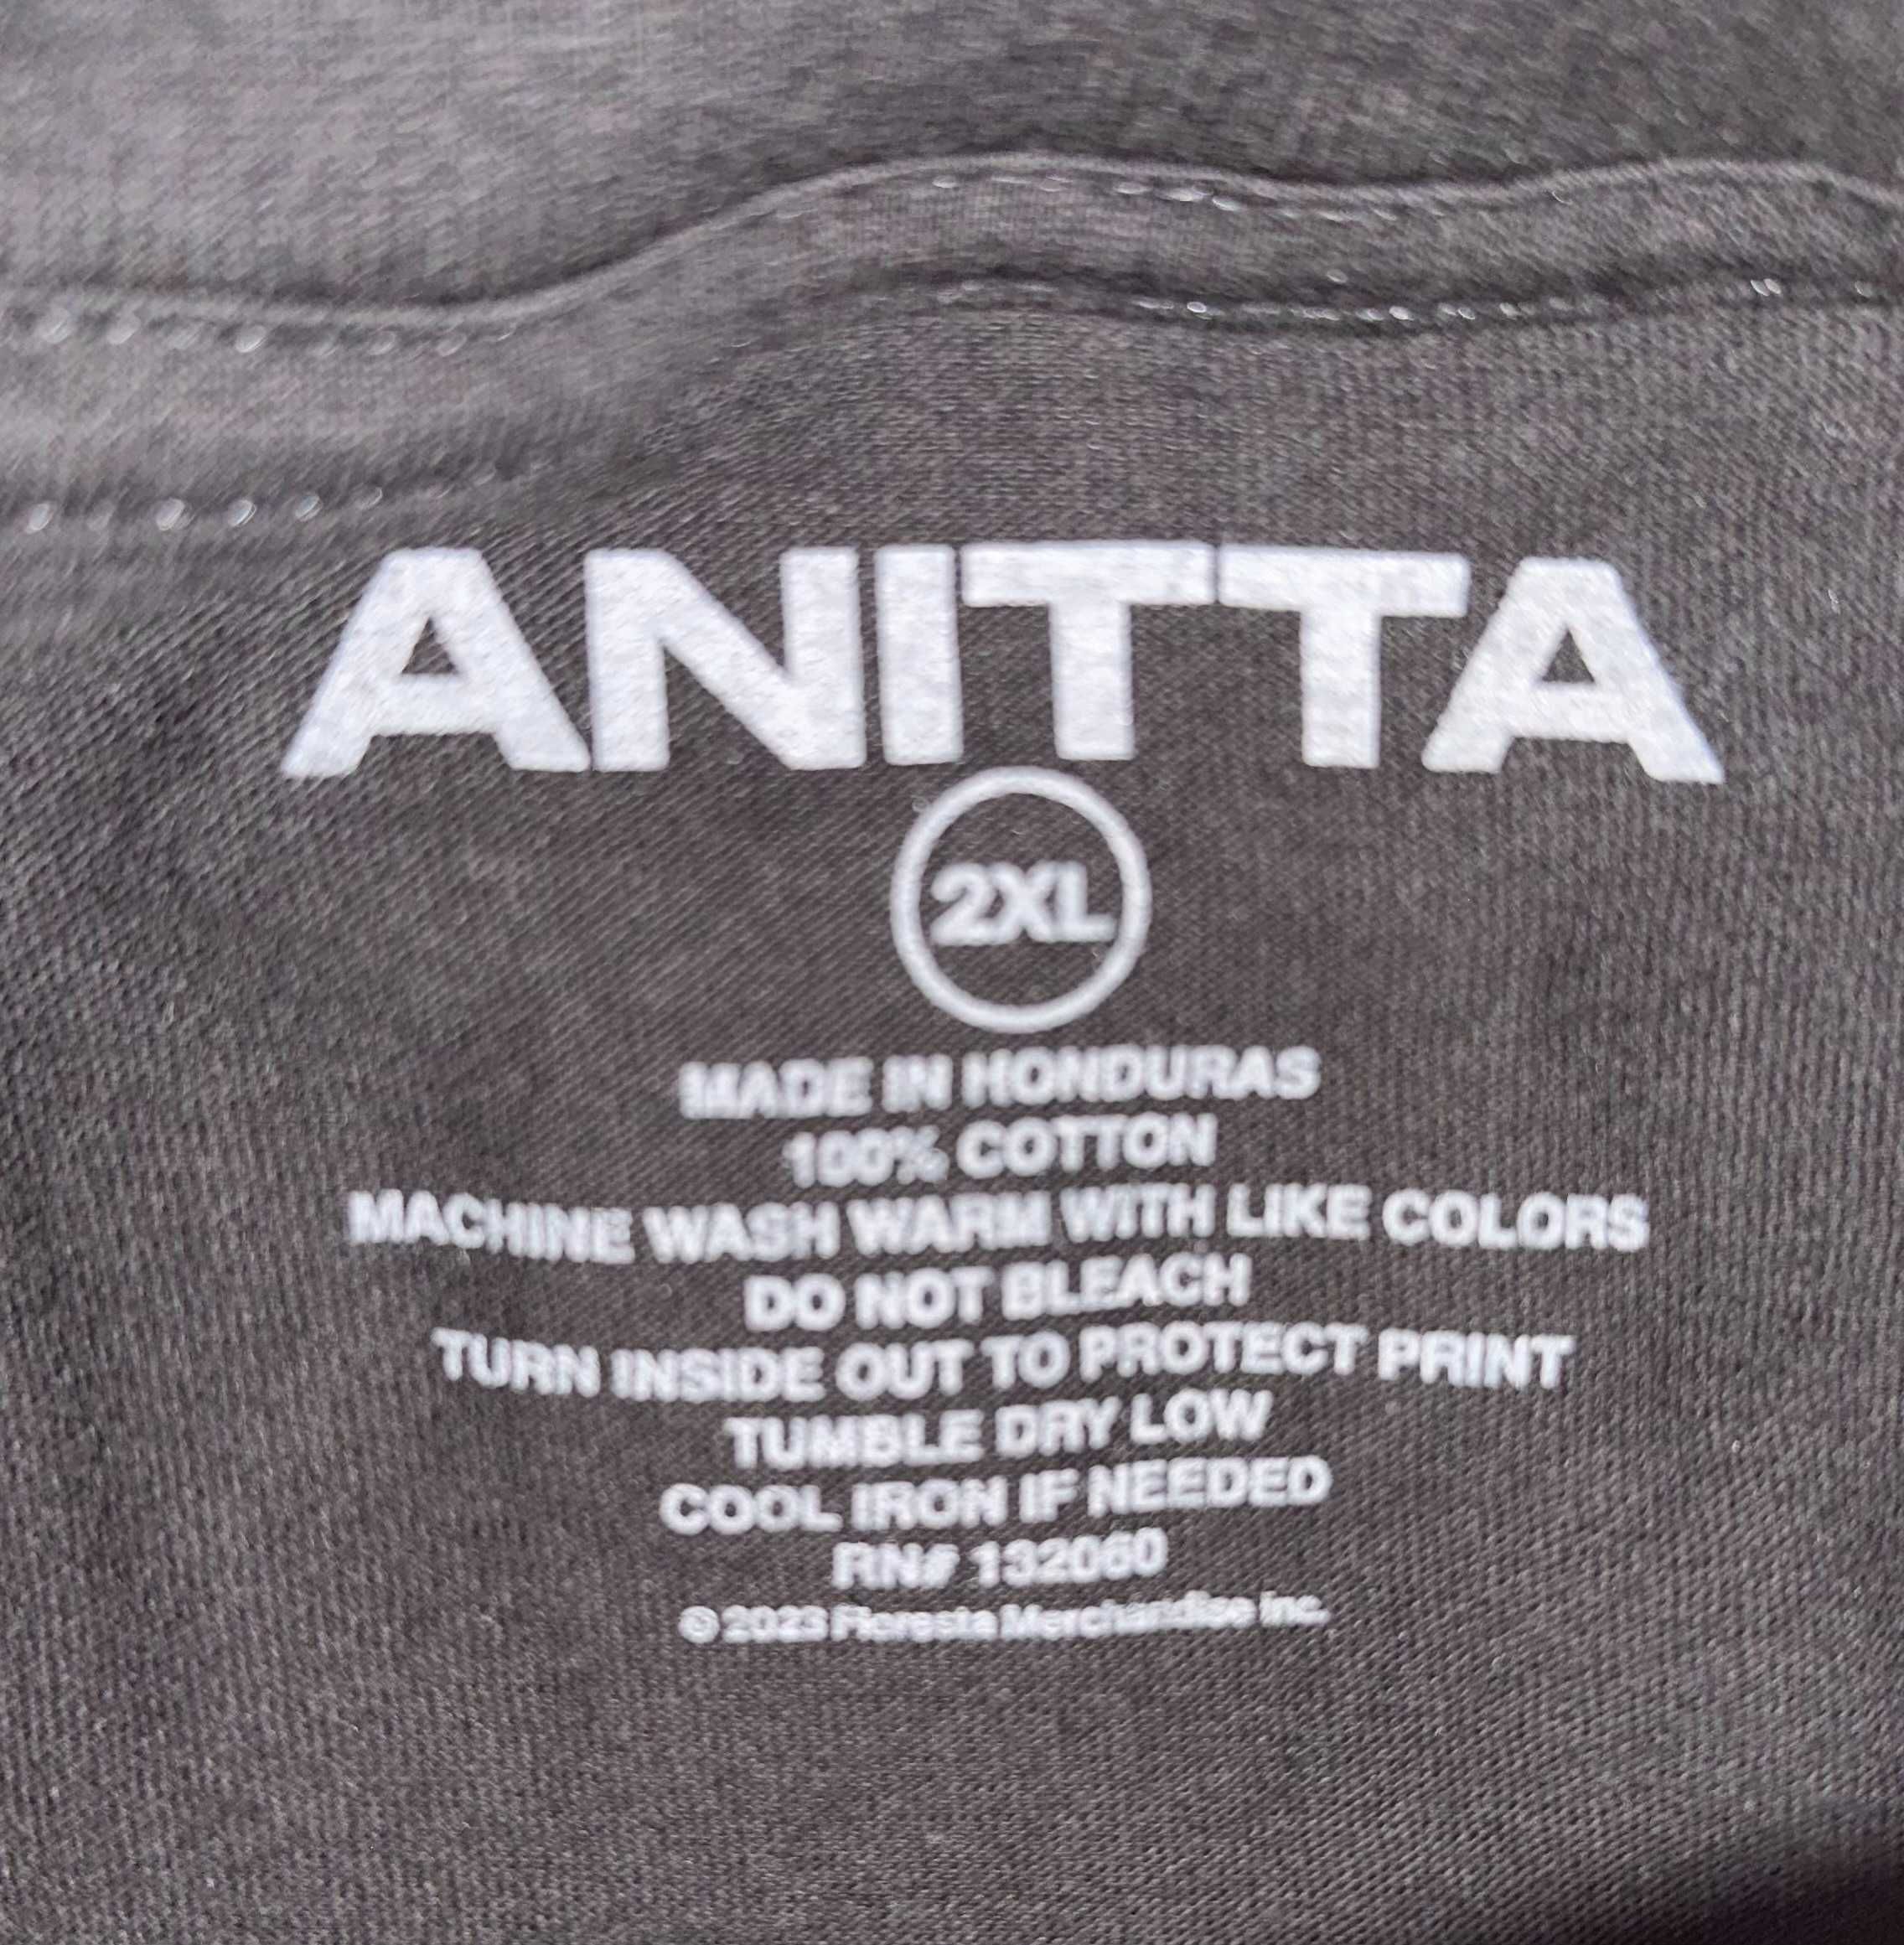 ANITTA
2XL
MADE IN HONDURAS
100% COTTON
MACHINE WASH WARM WITH LIKE COLORS
DO NOT BLEACH
TURN INSIDE OUT TO PROTECT PRINT
TUMBLE DRY LOW
COOL IRON IF NEEDED
RN# 132060
© 2023 Floresta Merchandise Inc.